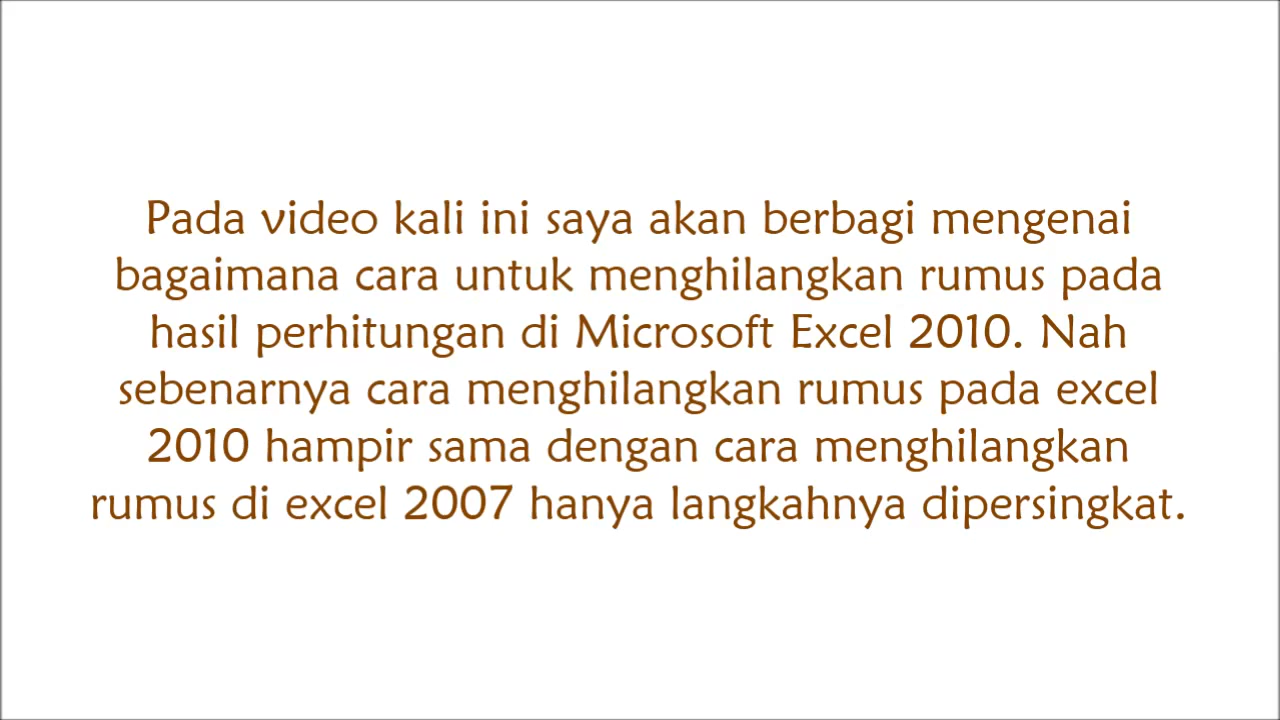 Pada video kali ini saya akan berbagi mengenai
bagaimana cara untuk menghilangkan rumus pada
hasil perhitungan di Microsoft Excel 2010. Nah
sebenarnya cara menghilangkan rumus pada excel
2010 hampir sama dengan cara menghilangkan
rumus di excel 2007 hanya langkahnya dipersingkat.